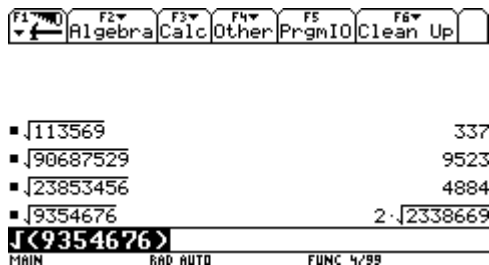 F1 F2 F3 F4 F5 F6
Algebra Calc Other PrgmIO Clean Up
√113569 337
√90687529 9523
√23853456 4884
√9354676 2·√2338669
√(9354676)
MAIN RAD AUTO FUNC 4/99